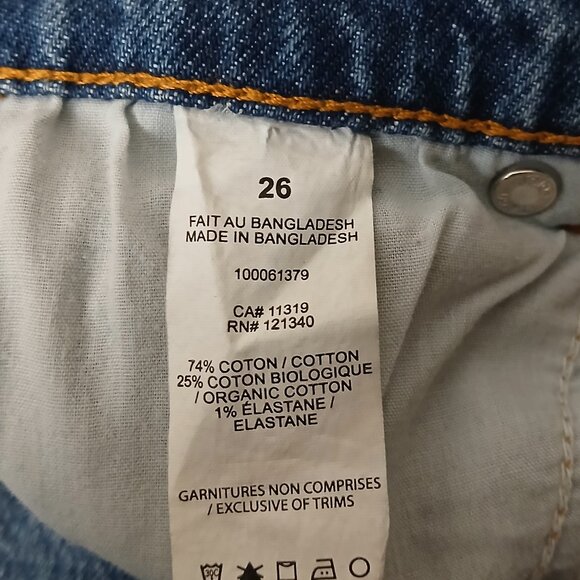 26
FAIT AU BANGLADESH
MADE IN BANGLADESH
100061379
CA# 11319
RN# 121340
74% COTON / COTTON
25% COTON BIOLOGIQUE
/ ORGANIC COTTON
1% ÉLASTANE /
ELASTANE
GARNITURES NON COMPRISES
/ EXCLUSIVE OF TRIMS
30C